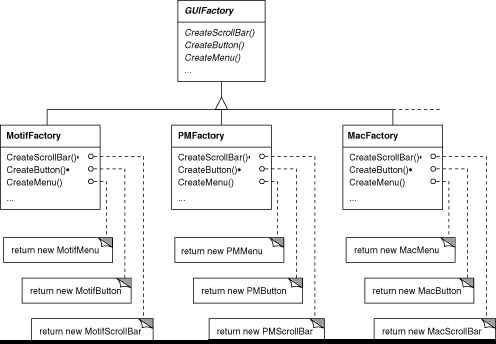 GUIFactory
CreateScrollBar()
CreateButton()
CreateMenu()
...
MotifFactory
CreateScrollBar()
CreateButton()
CreateMenu()
...
PMFactory
CreateScrollBar()
CreateButton()
CreateMenu()
...
MacFactory
CreateScrollBar()
CreateButton()
CreateMenu()
...
return new MotifMenu
return new PMMenu
return new MacMenu
return new MotifButton
return new PMButton
return new MacButton
return new MotifScrollBar
return new PMScrollBar
return new MacScrollBar